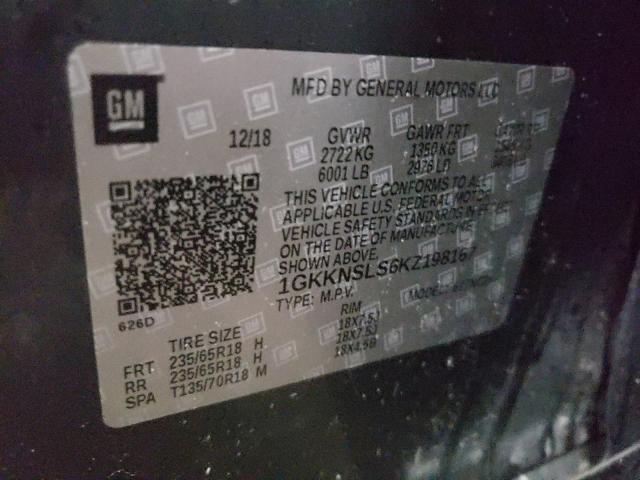 GM
MFD BY GENERAL MOTORS LLC
12/18 GVWR GAWR FRT GAWR RR
2722 KG 1350 KG
6001 LB 2976 LB
THIS VEHICLE CONFORMS TO ALL
APPLICABLE U.S. FEDERAL MOTOR
VEHICLE SAFETY STANDARDS IN EFFECT
ON THE DATE OF MANUFACTURE
SHOWN ABOVE.
1GKKNSLS6KZ198167
TYPE: M.P.V. MODEL:
626D
TIRE SIZE RIM
FRT 235/65R18 H 18X7.5J
RR 235/65R18 H 18X7.5J
SPA T135/70R18 M 18X4.5B